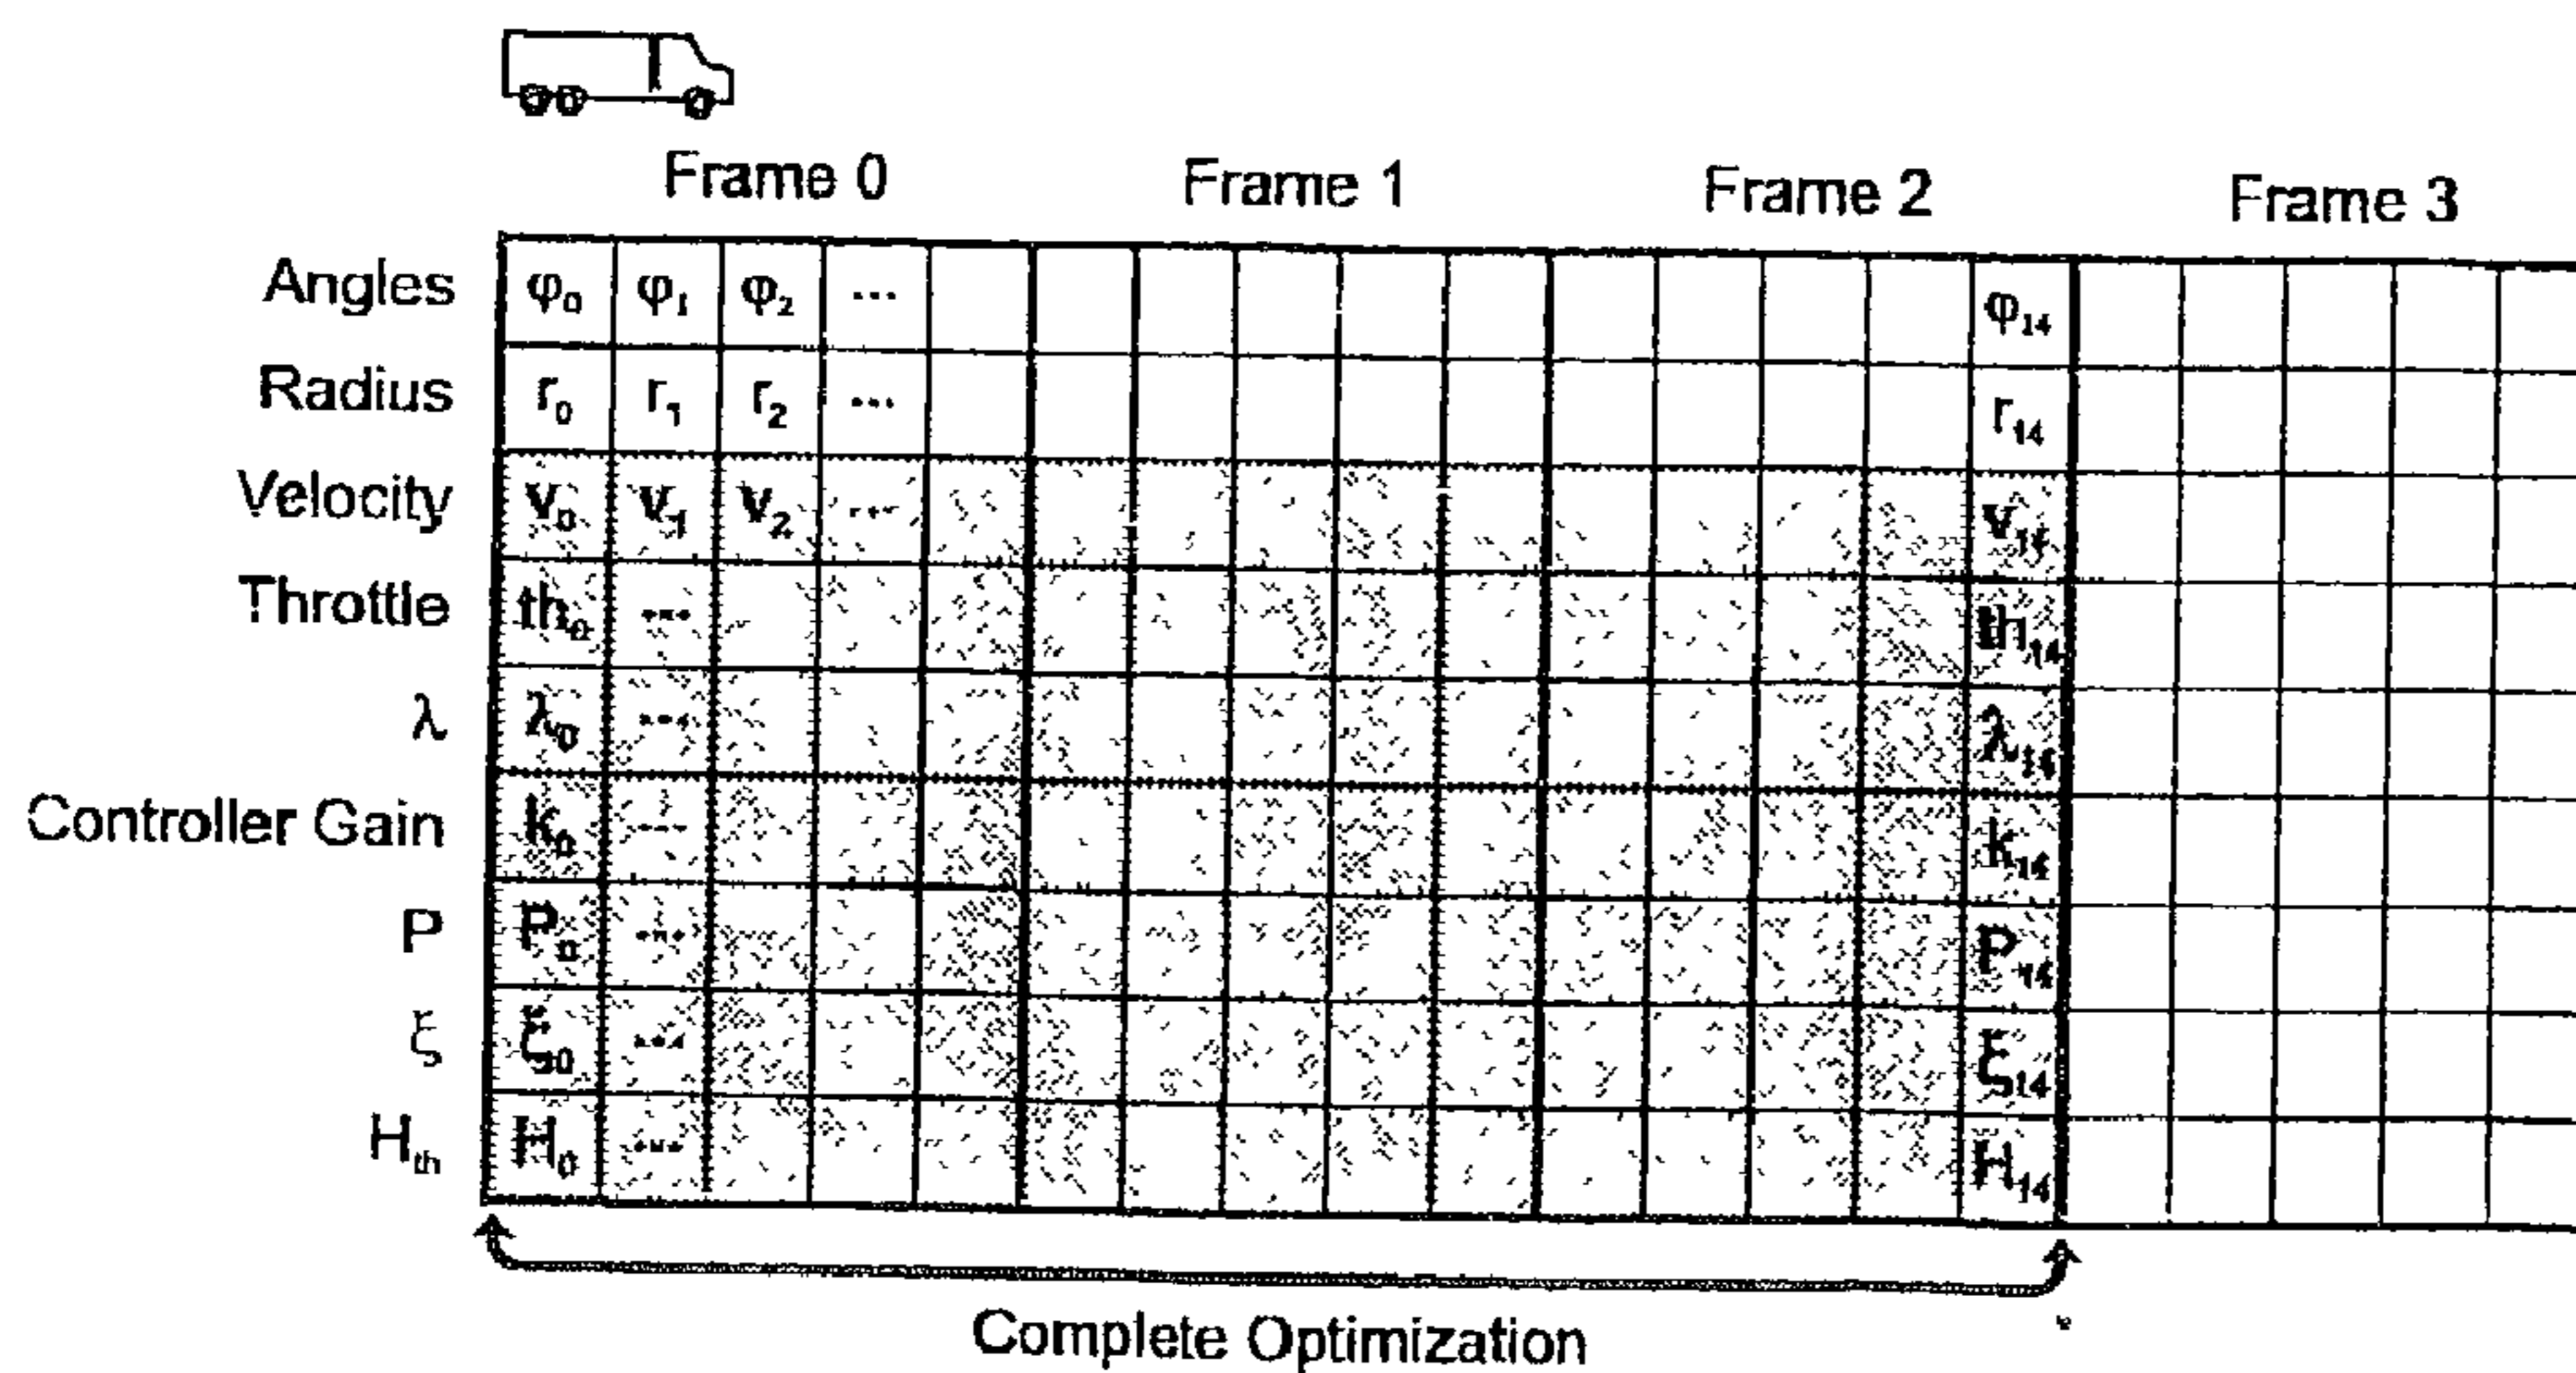 Frame 0 Frame 1 Frame 2 Frame 3
Angles φ₀ φ₁ φ₂ ... φ₁₄
Radius r₀ r₁ r₂ ... r₁₄
Velocity v₀ v₁ v₂ ... v₁₄
Throttle th₀ ... th₁₄
λ λ₀ ... λ₁₄
Controller Gain k₀ ... k₁₄
P P₀ ... P₁₄
ξ ξ₀ ... ξ₁₄
Hₜₕ H₀ ... H₁₄
Complete Optimization